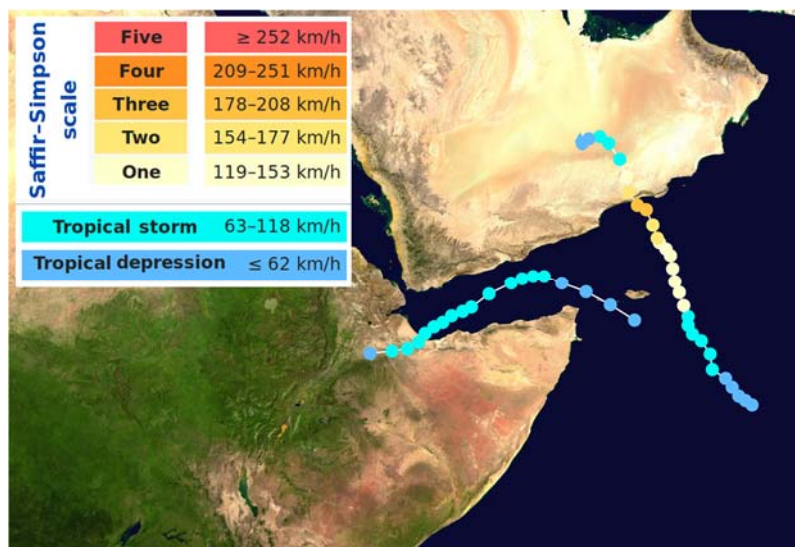 Saffir–Simpson
scale
Five ≥ 252 km/h
Four 209–251 km/h
Three 178–208 km/h
Two 154–177 km/h
One 119–153 km/h
Tropical storm 63–118 km/h
Tropical depression ≤ 62 km/h